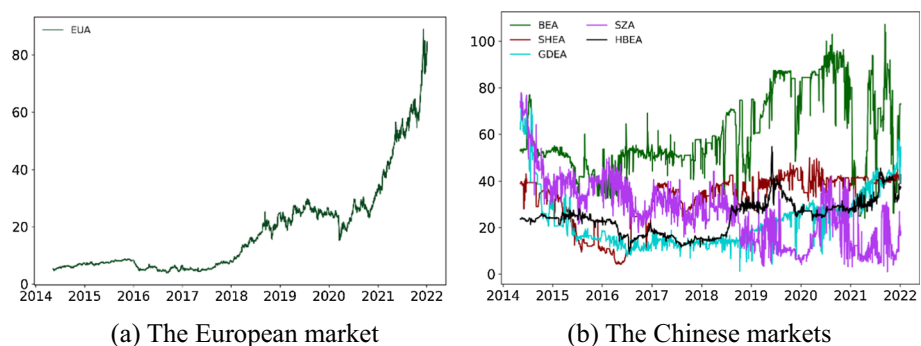 EUA
80
60
40
20
0
2014 2015 2016 2017 2018 2019 2020 2021 2022
(a) The European market
BEA SZA
SHEA HBEA
GDEA
100
80
60
40
20
0
2014 2015 2016 2017 2018 2019 2020 2021 2022
(b) The Chinese markets